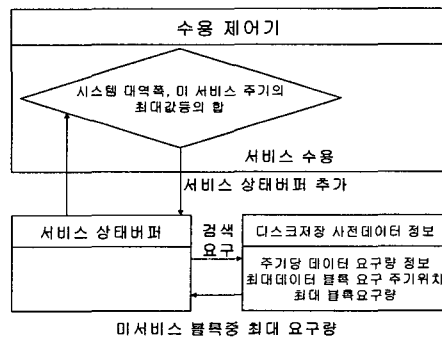 수용 제어기
시스템 대역폭, 미 서비스 주기의
최대값들의 합
서비스 수용
서비스 상태버퍼 추가
서비스 상태버퍼
검색
요구
디스크저장 사전데이터 정보
주기당 데이터 요구량 정보
최대데이터 블록 요구 주기위치
최대 블록요구량
미서비스 블록중 최대 요구량